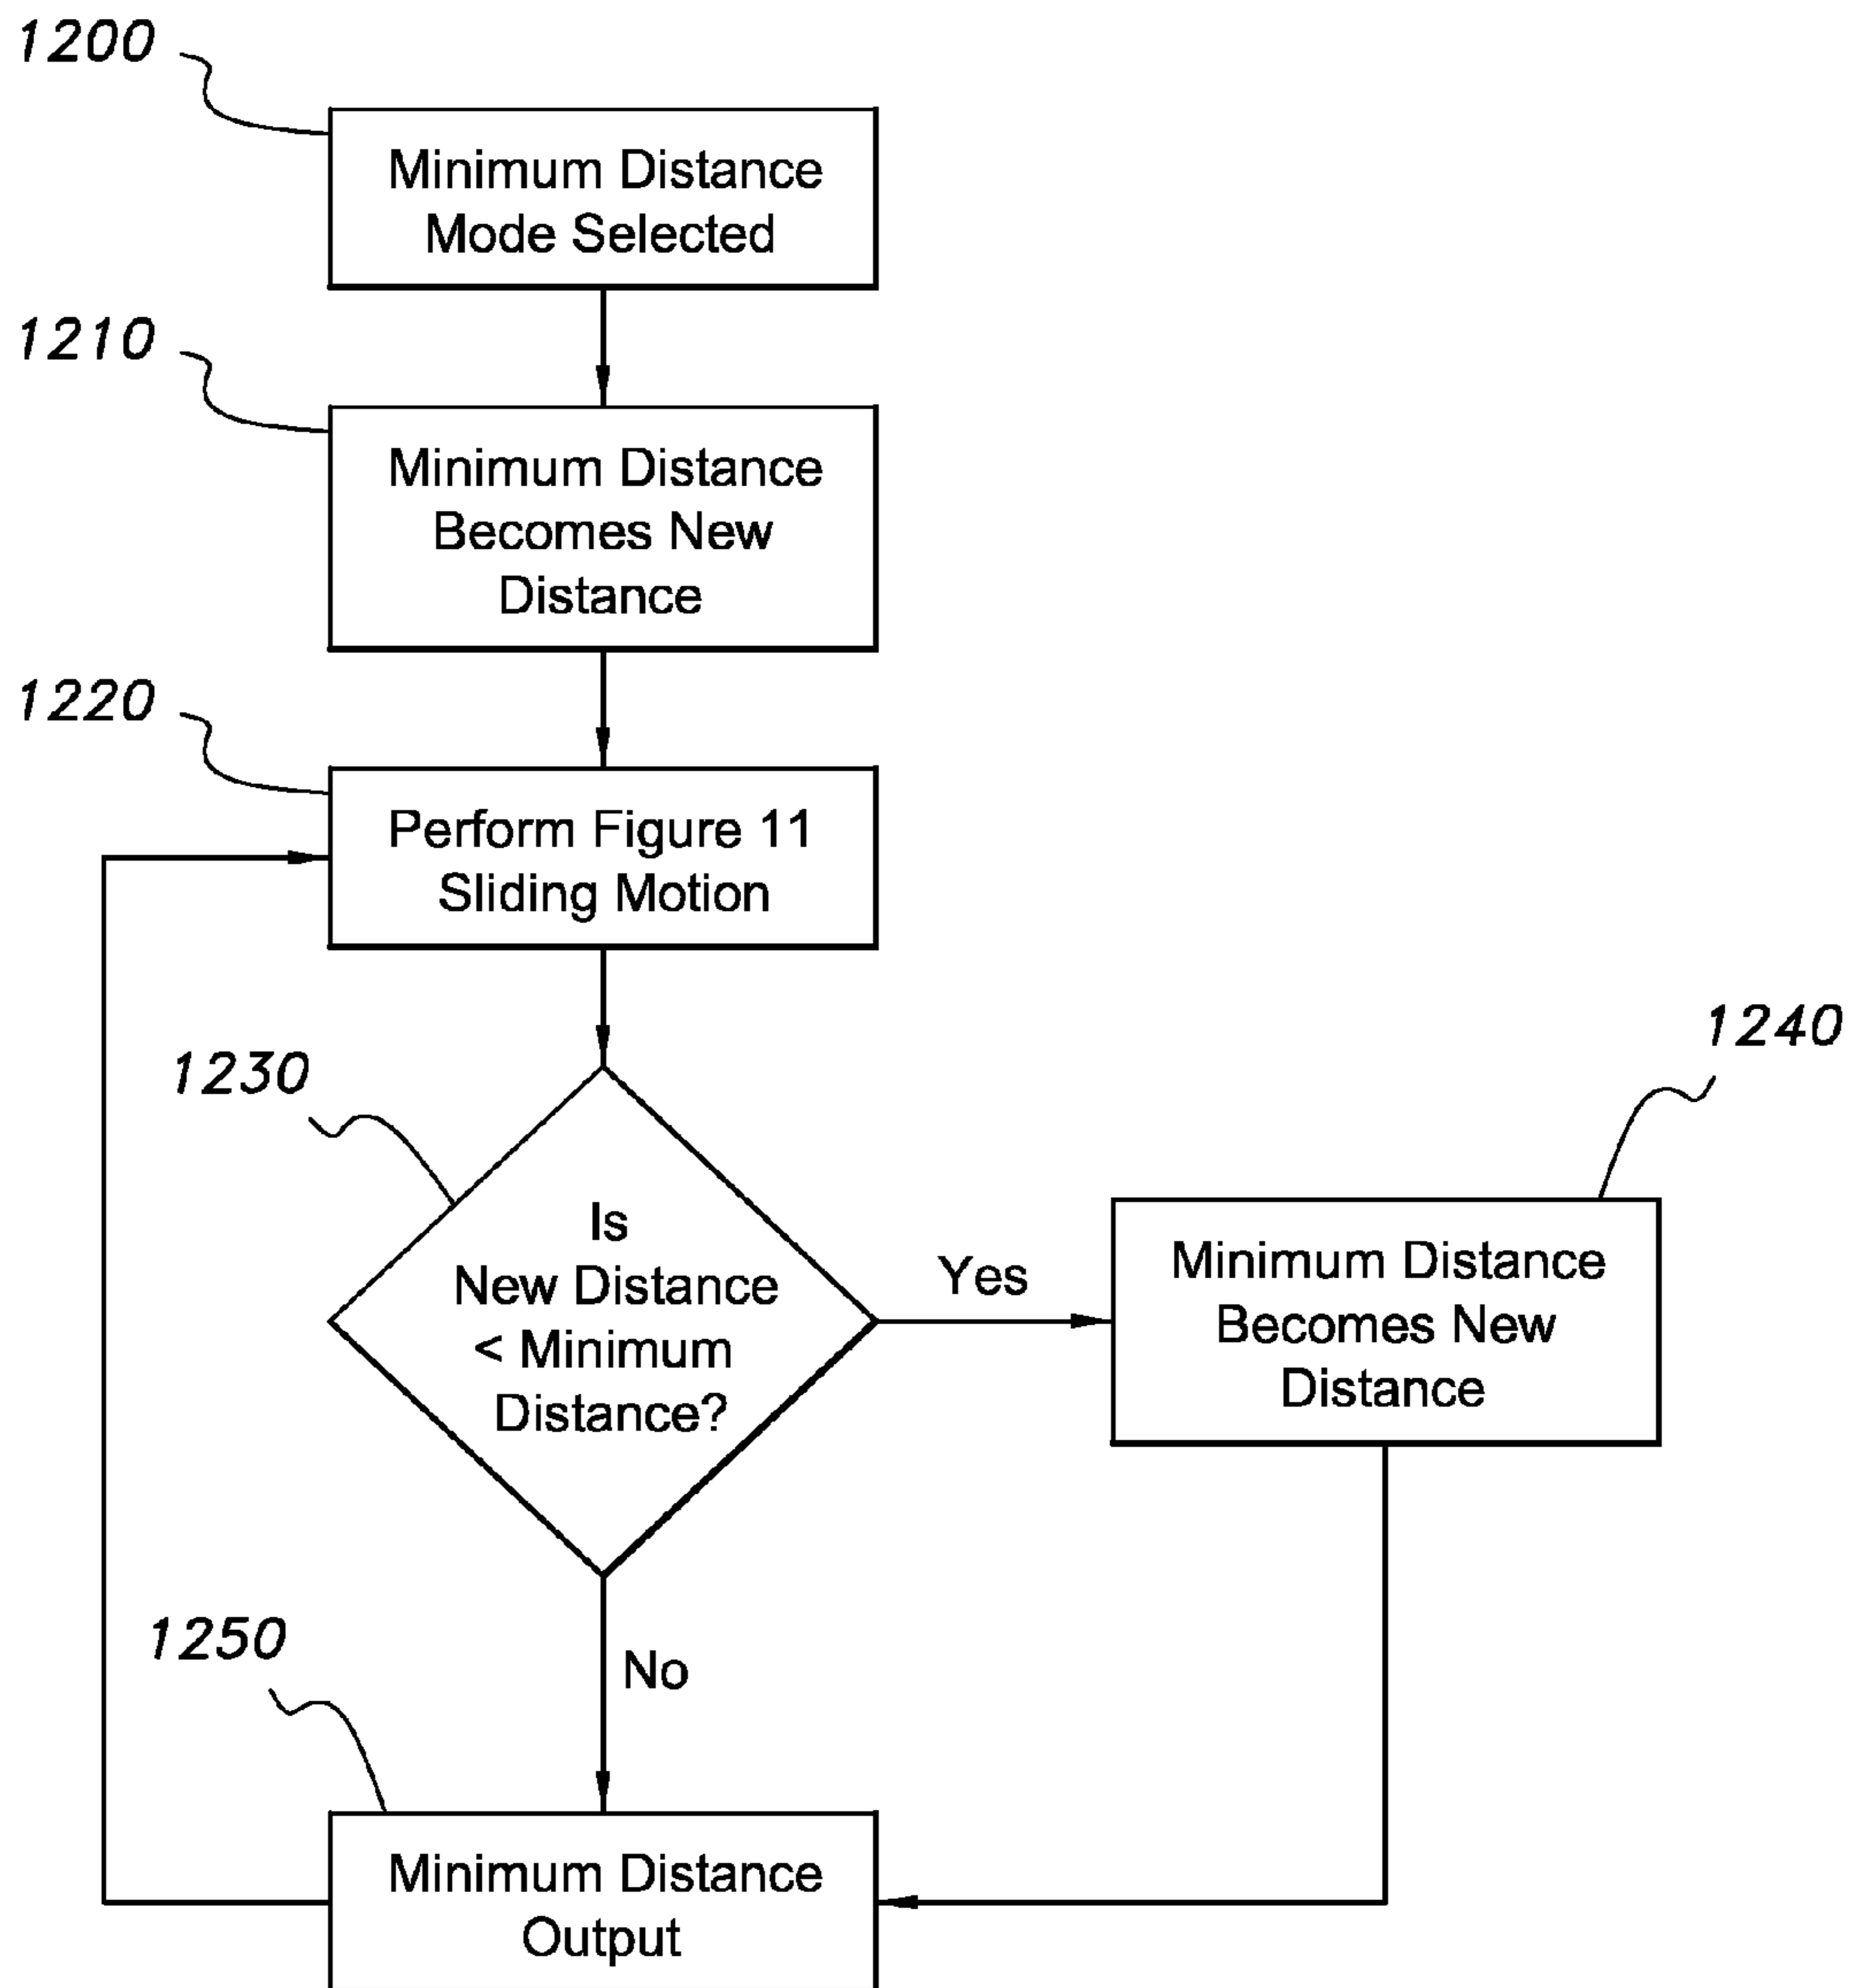 1200
Minimum Distance
Mode Selected
1210
Minimum Distance
Becomes New
Distance
1220
Perform Figure 11
Sliding Motion
1230
Is
New Distance
< Minimum
Distance?
Yes
1240
Minimum Distance
Becomes New
Distance
No
1250
Minimum Distance
Output